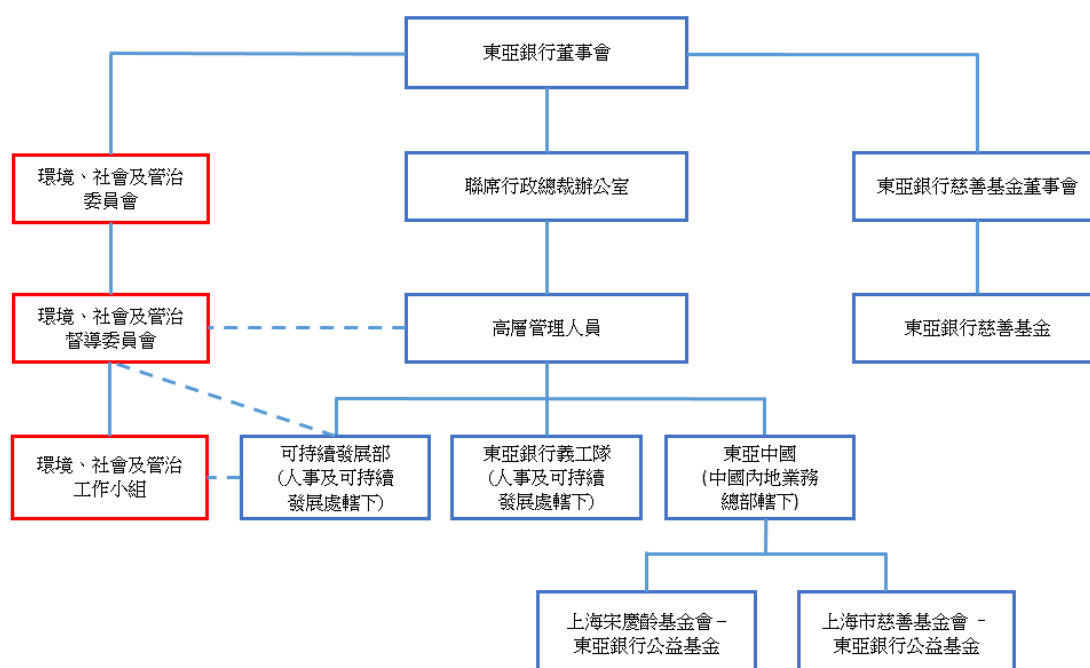 東亞銀行董事會
環境、社會及管治
委員會
聯席行政總裁辦公室
東亞銀行慈善基金董事會
環境、社會及管治
督導委員會
高層管理人員
東亞銀行慈善基金
環境、社會及管治
工作小組
可持續發展部
(人事及可持續
發展處轄下)
東亞銀行義工隊
(人事及可持續
發展處轄下)
東亞中國
(中國內地業務
總部轄下)
上海宋慶齡基金會–
東亞銀行公益基金
上海市慈善基金會 -
東亞銀行公益基金